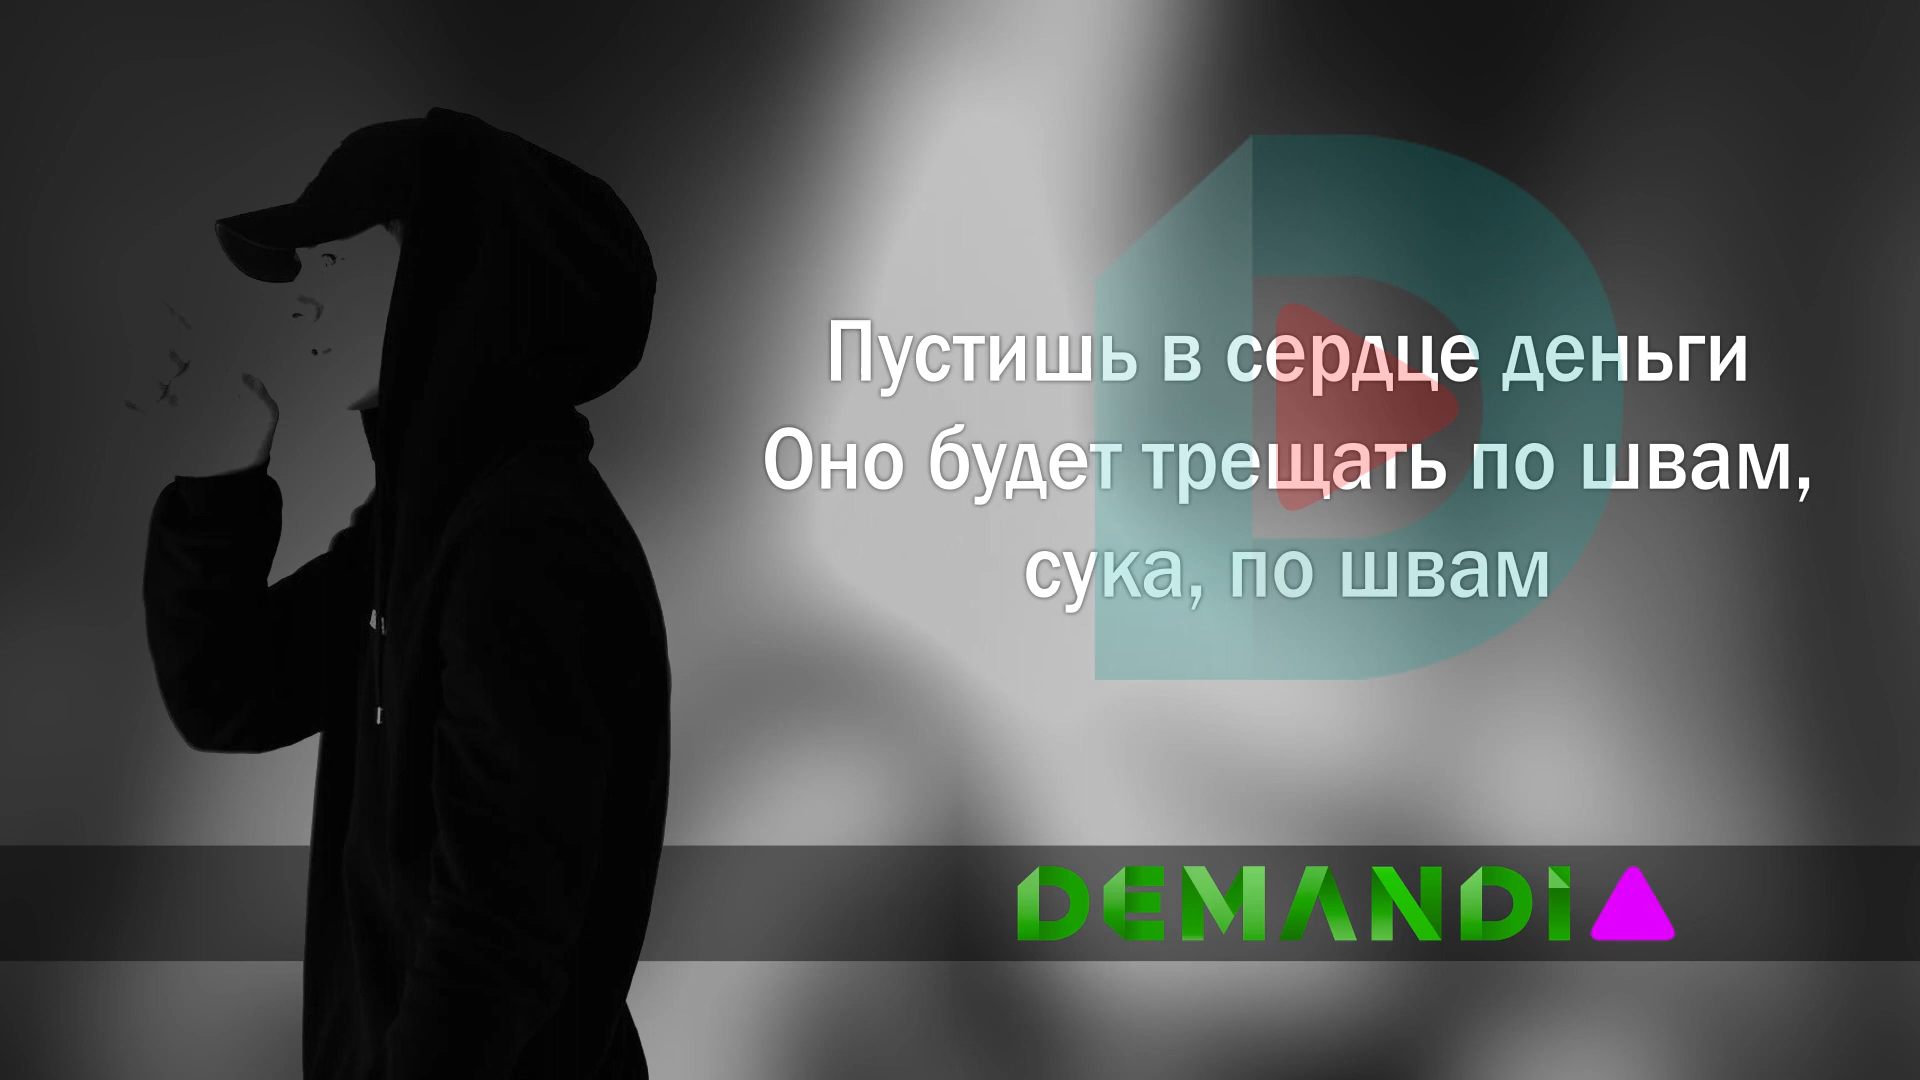 Пустишь в сердце деньги
Оно будет трещать по швам,
сука, по швам
DEMANDIA